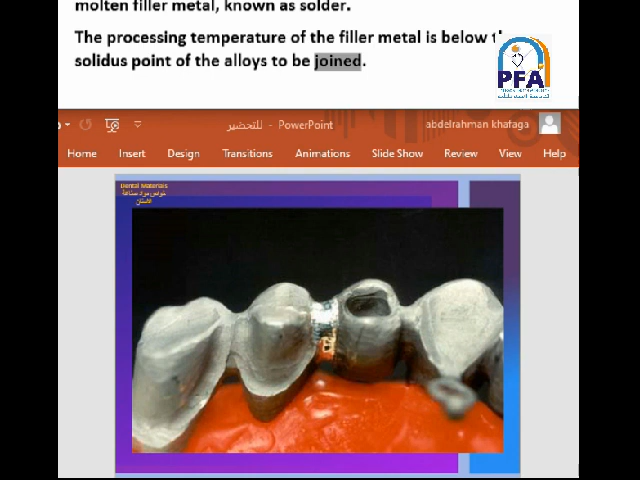 molten filler metal, known as solder.
The processing temperature of the filler metal is below
solidus point of the alloys to be joined.
PFA
للتحضير - PowerPoint
abdelrahman khafaga
Home Insert Design Transitions Animations Slide Show Review View Help
Dental Materials